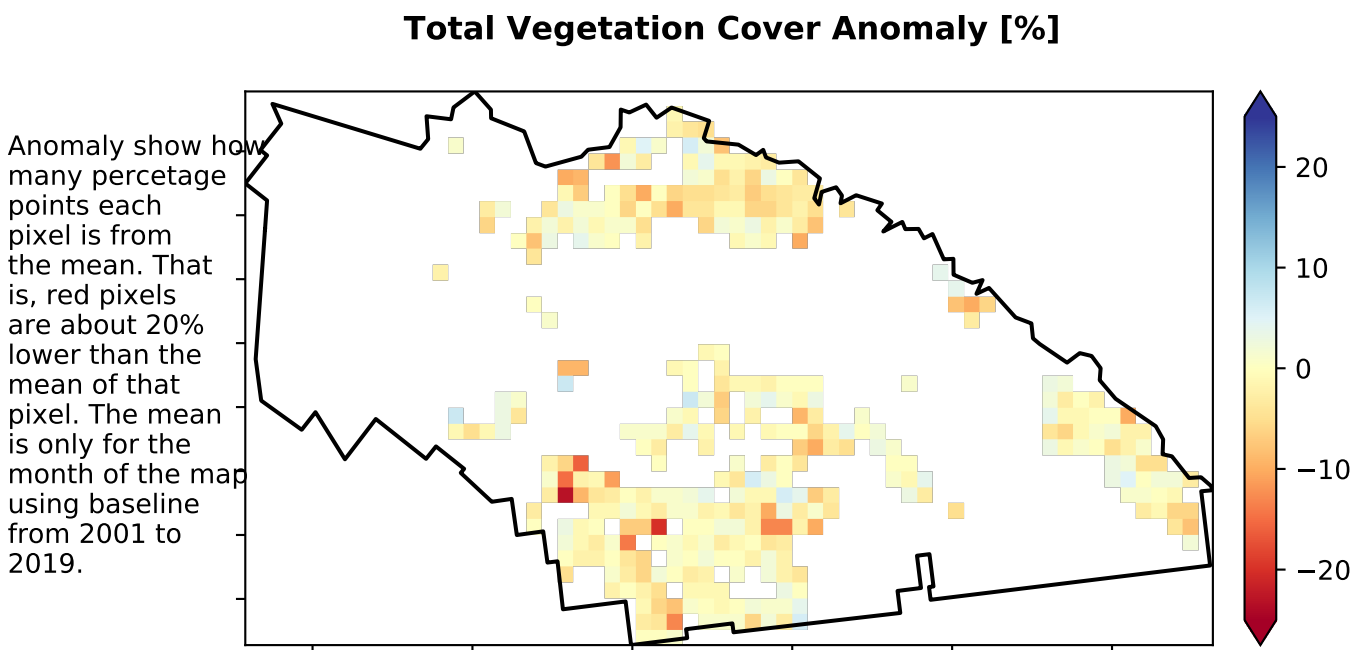 Total Vegetation Cover Anomaly [%]
Anomaly show how
many percetage
points each
pixel is from
the mean. That
is, red pixels
are about 20%
lower than the
mean of that
pixel. The mean
is only for the
month of the map
using baseline
from 2001 to
2019.
20
10
0
−10
−20